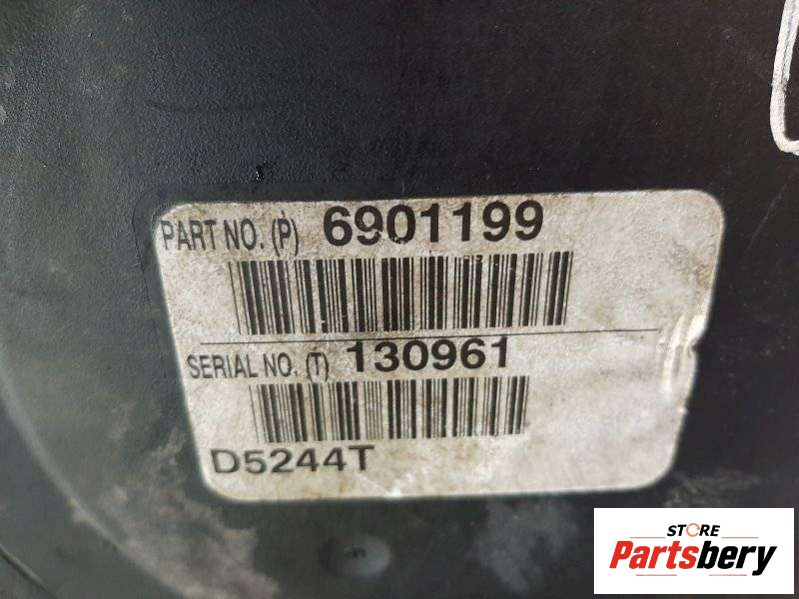 PART NO. (P) 6901199
SERIAL NO. (T) 130961
D5244T
STORE
Partsbery